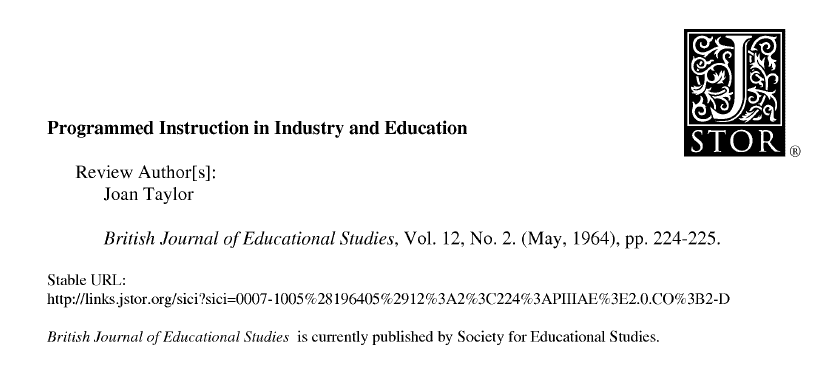 J
STOR ®
Programmed Instruction in Industry and Education
Review Author[s]:
Joan Taylor
British Journal of Educational Studies, Vol. 12, No. 2. (May, 1964), pp. 224-225.
Stable URL:
http://links.jstor.org/sici?sici=0007-1005%28196405%2912%3A2%3C224%3APIIIAE%3E2.0.CO%3B2-D
British Journal of Educational Studies is currently published by Society for Educational Studies.